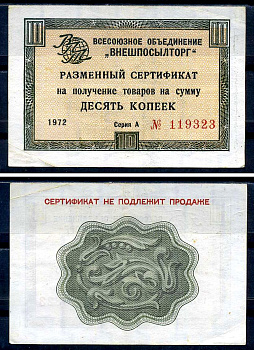 ВСЕСОЮЗНОЕ ОБЪЕДИНЕНИЕ
"ВНЕШПОСЫЛТОРГ"
РАЗМЕННЫЙ СЕРТИФИКАТ
на получение товаров на сумму
ДЕСЯТЬ КОПЕЕК
1972 Серия А № 119323
10
СЕРТИФИКАТ НЕ ПОДЛЕЖИТ ПРОДАЖЕ